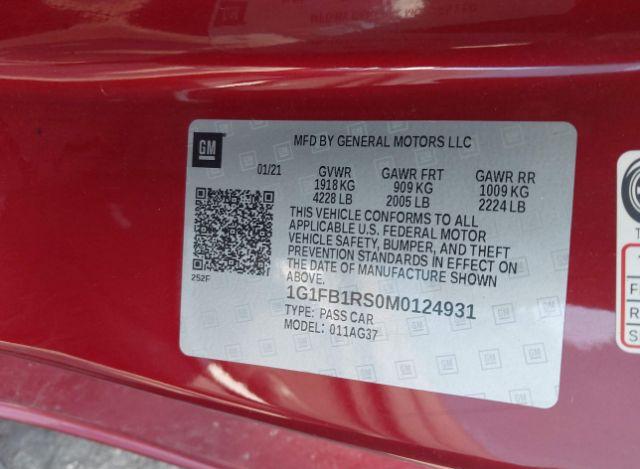 GM
MFD BY GENERAL MOTORS LLC
01/21
GVWR GAWR FRT GAWR RR
1918 KG 909 KG 1009 KG
4228 LB 2005 LB 2224 LB
THIS VEHICLE CONFORMS TO ALL
APPLICABLE U.S. FEDERAL MOTOR
VEHICLE SAFETY, BUMPER, AND THEFT
PREVENTION STANDARDS IN EFFECT ON
THE DATE OF MANUFACTURE SHOWN
ABOVE.
252F
1G1FB1RS0M0124931
TYPE: PASS CAR
MODEL: 011AG37